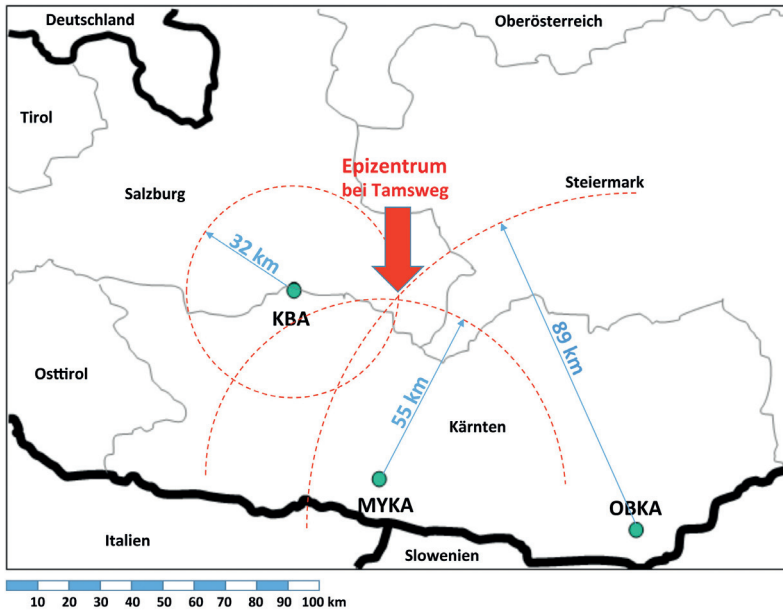 Deutschland
Oberösterreich
Tirol
Epizentrum
bei Tamsweg
Salzburg
Steiermark
32 km
KBA
89 km
Osttirol
55 km
Kärnten
MYKA
OBKA
Italien
Slowenien
10 20 30 40 50 60 70 80 90 100 km